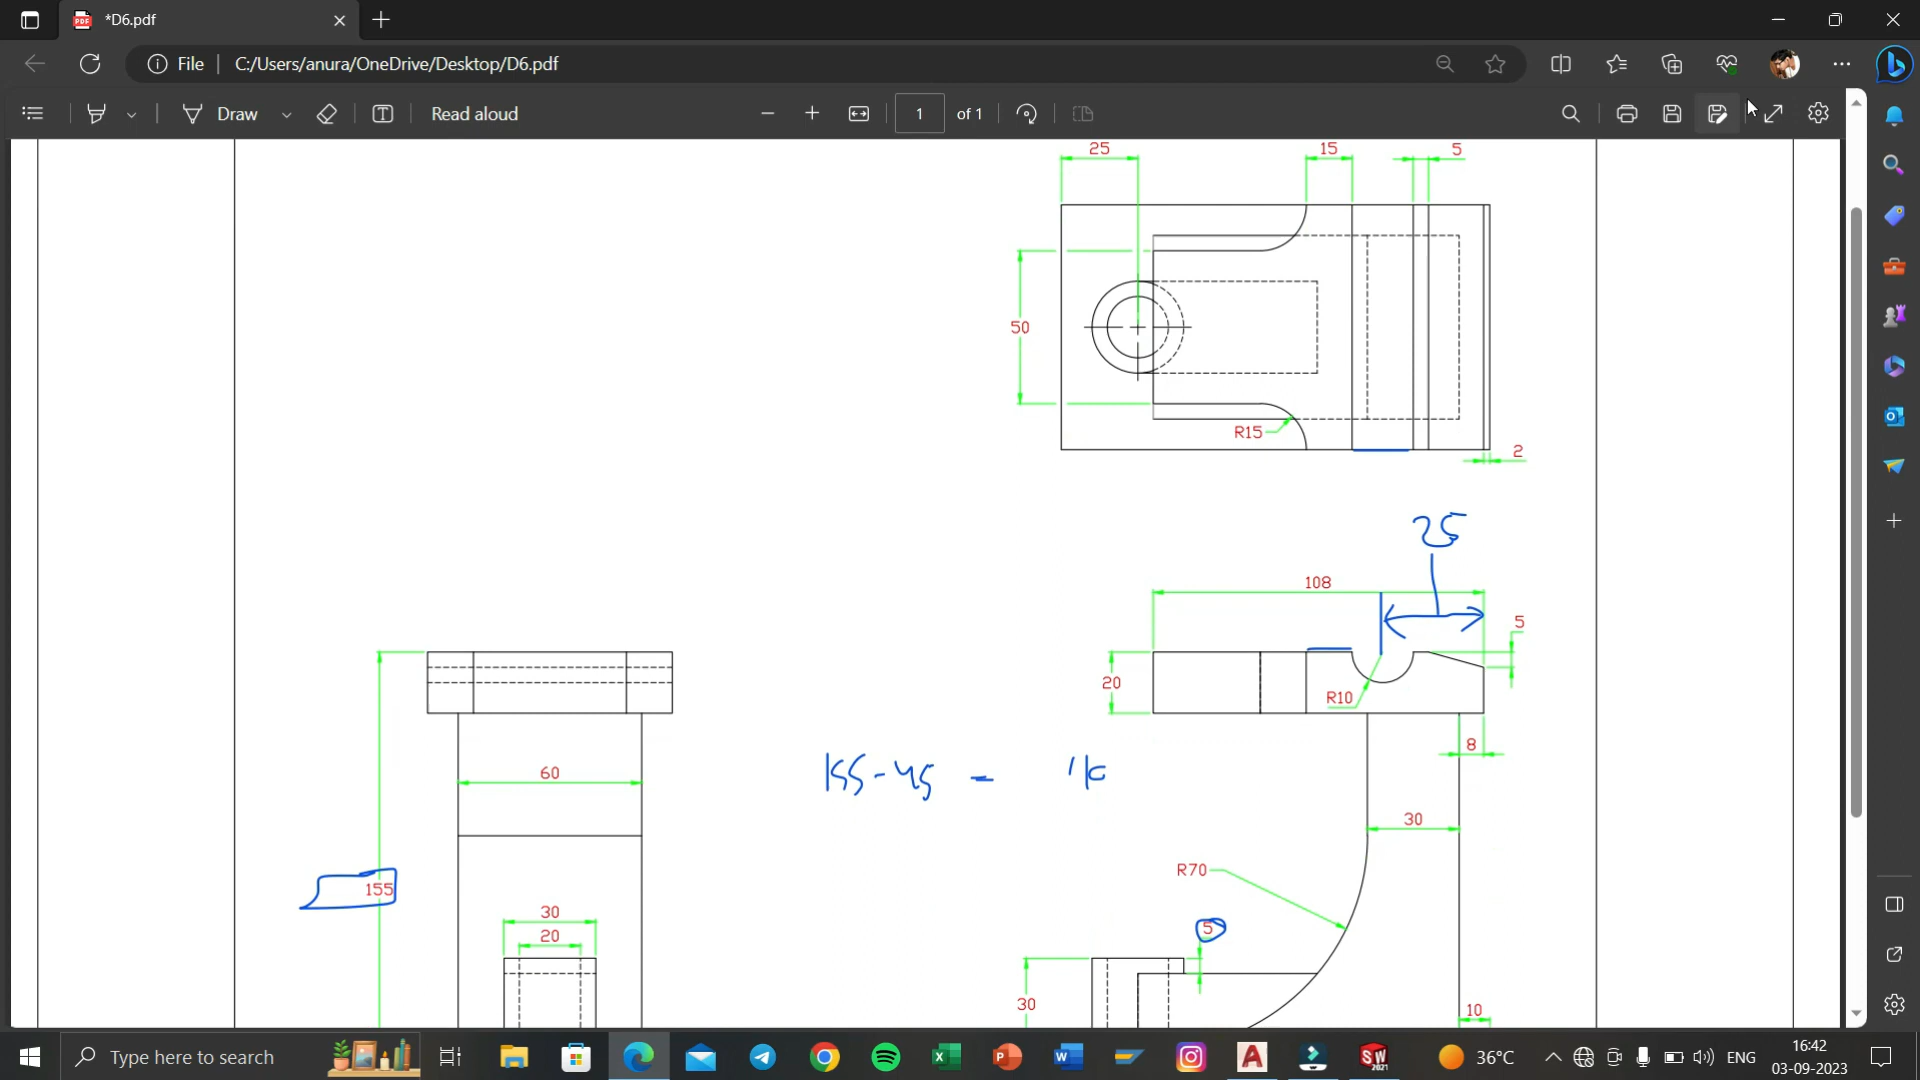 *D6.pdf
File C:/Users/anura/OneDrive/Desktop/D6.pdf
Draw Read aloud 1 of 1
25 15 5
50
R15
2
25
108
5
20
R10
8
60
155-45 =
30
R70
155
30
5
20
30
10
Type here to search
36°C ENG 16:42
03-09-2023